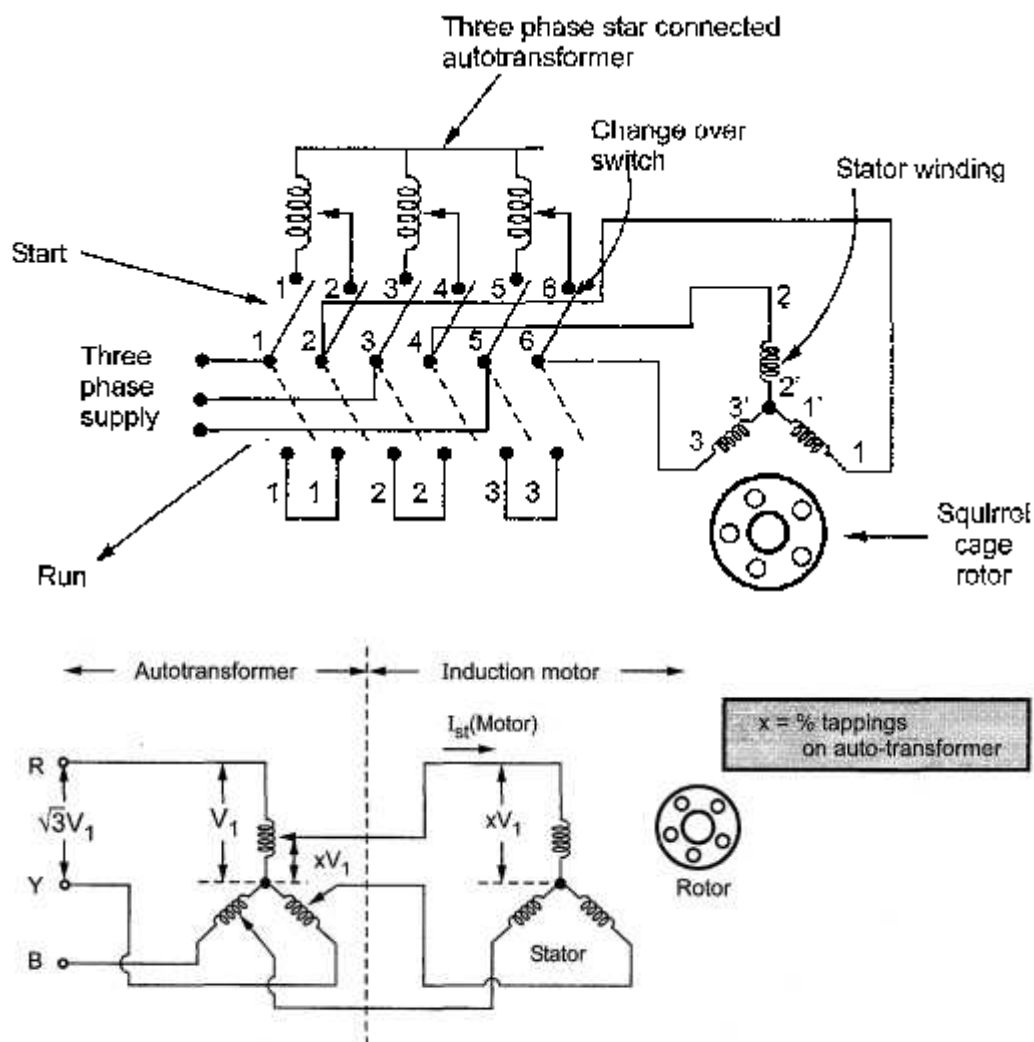 Three phase star connected
autotransformer
Change over
switch
Stator winding
Start
1 2 3 4 5 6
1 2 3 4 5 6
Three
phase
supply
2
2'
3' 1'
3 1
1 1 2 2 3 3
Run
Squirrel
cage
rotor
Autotransformer Induction motor
Ist(Motor)
x = % tappings
on auto-transformer
R
√3V1 V1 xV1 xV1
Y
Rotor
B
Stator